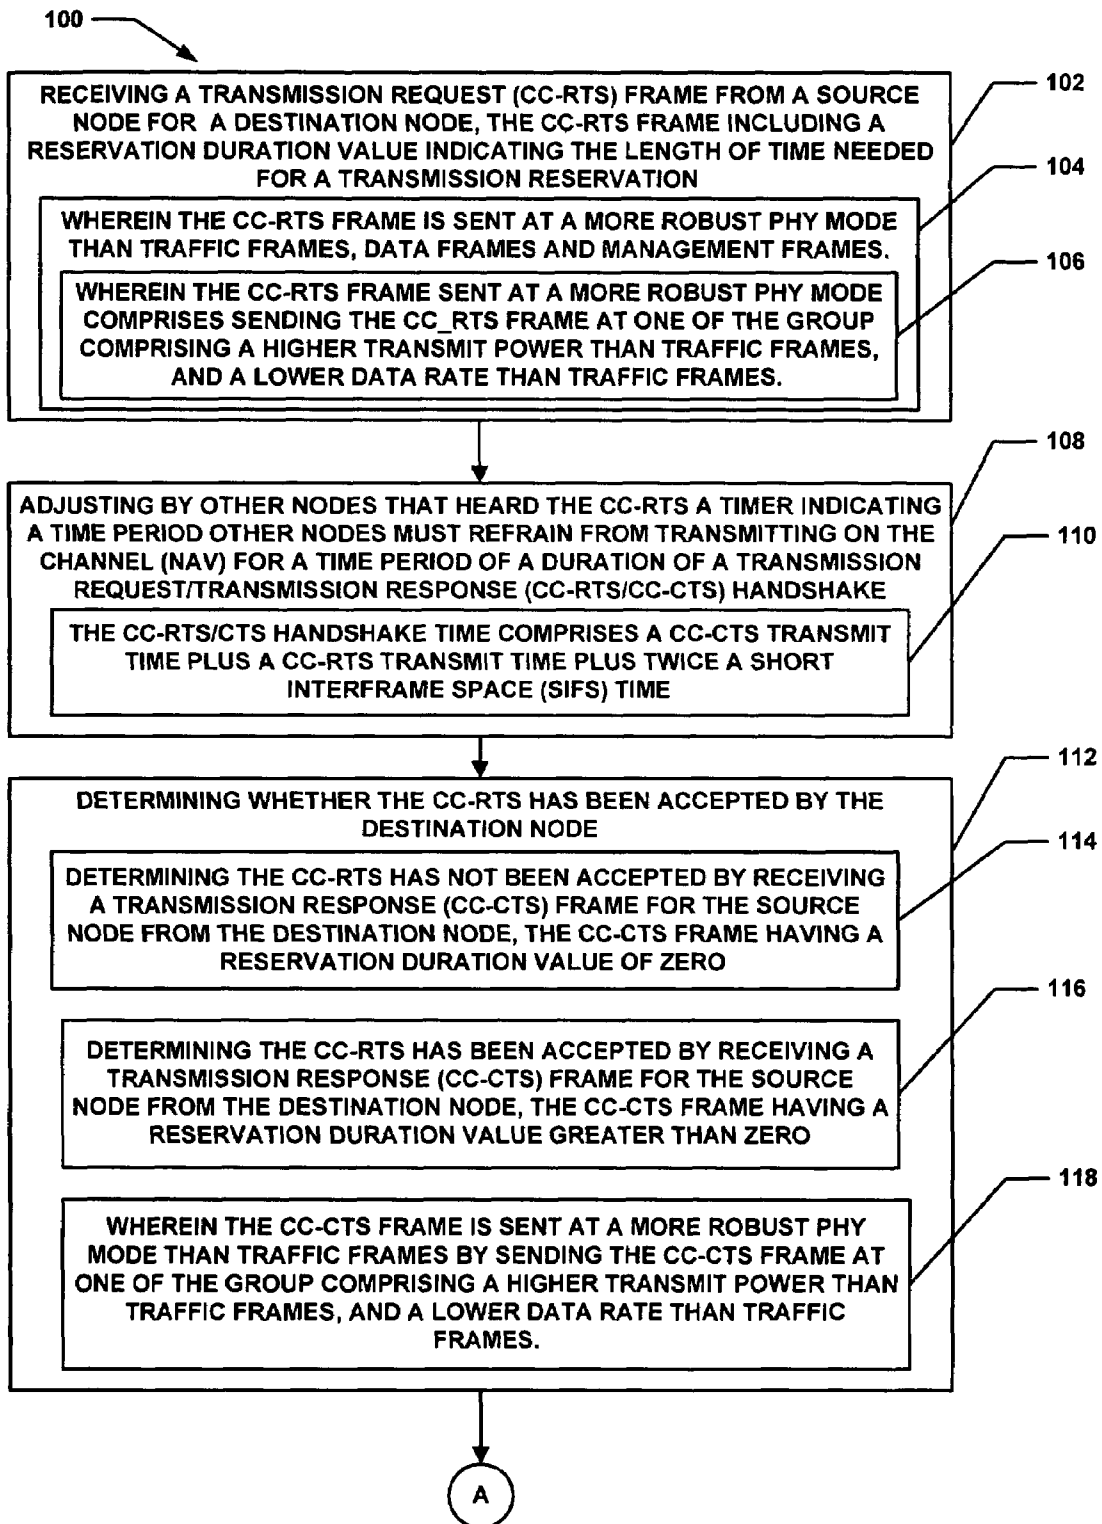 100
RECEIVING A TRANSMISSION REQUEST (CC-RTS) FRAME FROM A SOURCE
NODE FOR A DESTINATION NODE, THE CC-RTS FRAME INCLUDING A
RESERVATION DURATION VALUE INDICATING THE LENGTH OF TIME NEEDED
FOR A TRANSMISSION RESERVATION
102
WHEREIN THE CC-RTS FRAME IS SENT AT A MORE ROBUST PHY MODE
THAN TRAFFIC FRAMES, DATA FRAMES AND MANAGEMENT FRAMES.
104
WHEREIN THE CC-RTS FRAME SENT AT A MORE ROBUST PHY MODE
COMPRISES SENDING THE CC_RTS FRAME AT ONE OF THE GROUP
COMPRISING A HIGHER TRANSMIT POWER THAN TRAFFIC FRAMES,
AND A LOWER DATA RATE THAN TRAFFIC FRAMES.
106
ADJUSTING BY OTHER NODES THAT HEARD THE CC-RTS A TIMER INDICATING
A TIME PERIOD OTHER NODES MUST REFRAIN FROM TRANSMITTING ON THE
CHANNEL (NAV) FOR A TIME PERIOD OF A DURATION OF A TRANSMISSION
REQUEST/TRANSMISSION RESPONSE (CC-RTS/CC-CTS) HANDSHAKE
108
THE CC-RTS/CTS HANDSHAKE TIME COMPRISES A CC-CTS TRANSMIT
TIME PLUS A CC-RTS TRANSMIT TIME PLUS TWICE A SHORT
INTERFRAME SPACE (SIFS) TIME
110
DETERMINING WHETHER THE CC-RTS HAS BEEN ACCEPTED BY THE
DESTINATION NODE
112
DETERMINING THE CC-RTS HAS NOT BEEN ACCEPTED BY RECEIVING
A TRANSMISSION RESPONSE (CC-CTS) FRAME FOR THE SOURCE
NODE FROM THE DESTINATION NODE, THE CC-CTS FRAME HAVING A
RESERVATION DURATION VALUE OF ZERO
114
DETERMINING THE CC-RTS HAS BEEN ACCEPTED BY RECEIVING A
TRANSMISSION RESPONSE (CC-CTS) FRAME FOR THE SOURCE
NODE FROM THE DESTINATION NODE, THE CC-CTS FRAME HAVING A
RESERVATION DURATION VALUE GREATER THAN ZERO
116
WHEREIN THE CC-CTS FRAME IS SENT AT A MORE ROBUST PHY
MODE THAN TRAFFIC FRAMES BY SENDING THE CC-CTS FRAME AT
ONE OF THE GROUP COMPRISING A HIGHER TRANSMIT POWER THAN
TRAFFIC FRAMES, AND A LOWER DATA RATE THAN TRAFFIC
FRAMES.
118
A